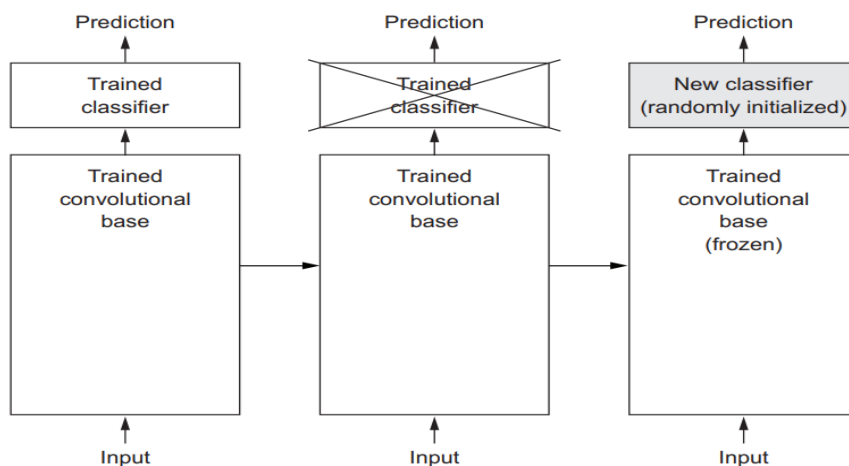 Prediction
Trained
classifier
Trained
convolutional
base
Input
Prediction
Trained
classifier
Trained
convolutional
base
Input
Prediction
New classifier
(randomly initialized)
Trained
convolutional
base
(frozen)
Input